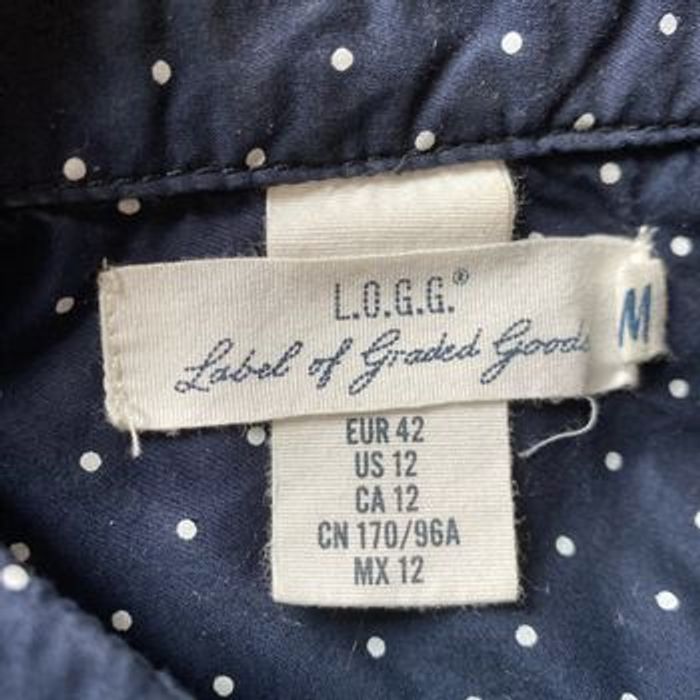 L.O.G.G.®
Label of Graded Goods
M
EUR 42
US 12
CA 12
CN 170/96A
MX 12